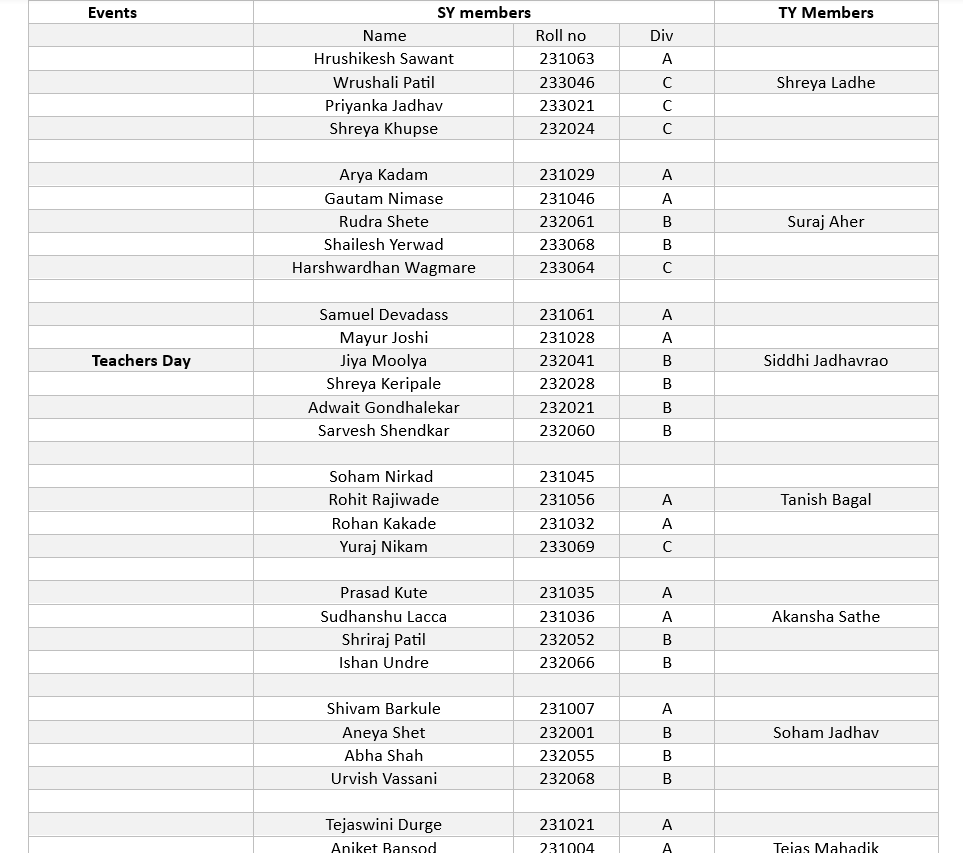 Events SY members TY Members
Name Roll no Div
Hrushikesh Sawant 231063 A
Wrushali Patil 233046 C Shreya Ladhe
Priyanka Jadhav 233021 C
Shreya Khupse 232024 C
Arya Kadam 231029 A
Gautam Nimase 231046 A
Rudra Shete 232061 B Suraj Aher
Shailesh Yerwad 233068 B
Harshwardhan Wagmare 233064 C
Samuel Devadass 231061 A
Mayur Joshi 231028 A
Teachers Day Jiya Moolya 232041 B Siddhi Jadhavrao
Shreya Keripale 232028 B
Adwait Gondhalekar 232021 B
Sarvesh Shendkar 232060 B
Soham Nirkad 231045
Rohit Rajiwade 231056 A Tanish Bagal
Rohan Kakade 231032 A
Yuraj Nikam 233069 C
Prasad Kute 231035 A
Sudhanshu Lacca 231036 A Akansha Sathe
Shriraj Patil 232052 B
Ishan Undre 232066 B
Shivam Barkule 231007 A
Aneya Shet 232001 B Soham Jadhav
Abha Shah 232055 B
Urvish Vassani 232068 B
Tejaswini Durge 231021 A
Aniket Bansod 231004 A Tejas Mahadik